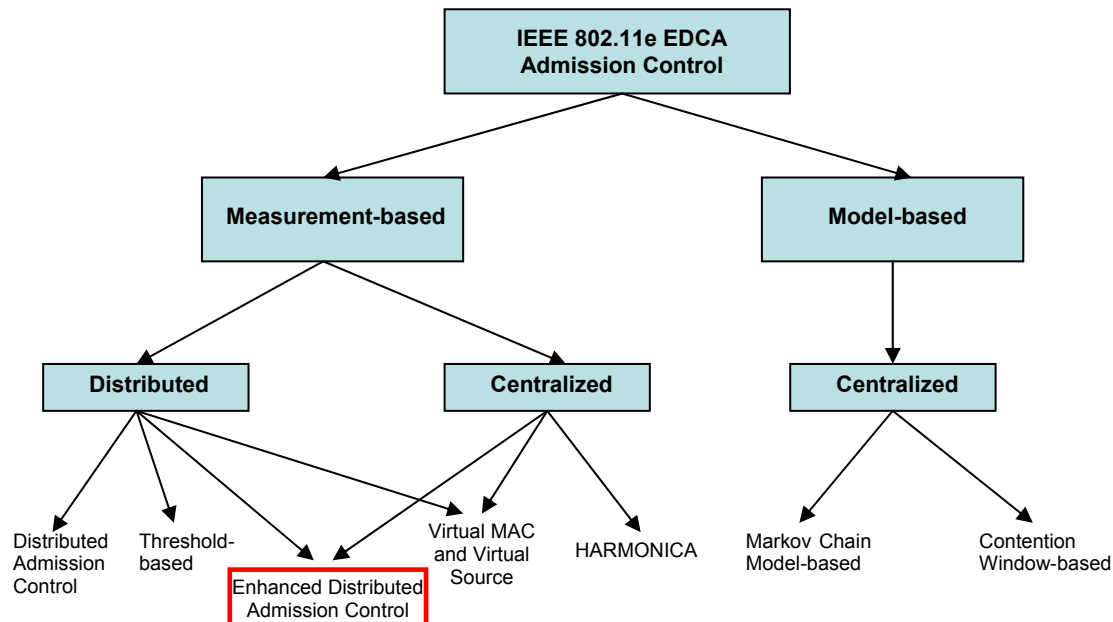 IEEE 802.11e EDCA
Admission Control
Measurement-based
Model-based
Distributed
Centralized
Centralized
Distributed
Admission
Control
Threshold-
based
Enhanced Distributed
Admission Control
Virtual MAC
and Virtual
Source
HARMONICA
Markov Chain
Model-based
Contention
Window-based